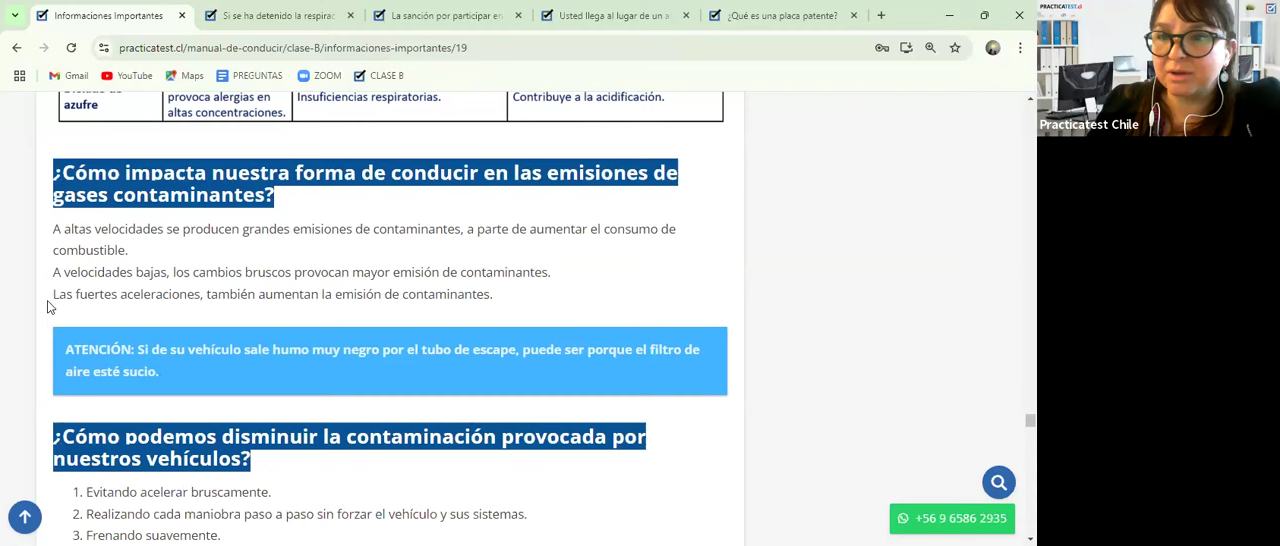 Informaciones Importantes
Si se ha detenido la respirac
La sanción por participar en
Usted llega al lugar de un a
¿Qué es una placa patente?
practicatest.cl/manual-de-conducir/clase-B/informaciones-importantes/19
Gmail
YouTube
Maps
PREGUNTAS
ZOOM
CLASE B
PRACTICATEST.cl
Practicatest Chile
azufre
provoca alergias en
altas concentraciones.
Insuficiencias respiratorias.
Contribuye a la acidificación.
¿Cómo impacta nuestra forma de conducir en las emisiones de
gases contaminantes?
A altas velocidades se producen grandes emisiones de contaminantes, a parte de aumentar el consumo de
combustible.
A velocidades bajas, los cambios bruscos provocan mayor emisión de contaminantes.
Las fuertes aceleraciones, también aumentan la emisión de contaminantes.
ATENCIÓN: Si de su vehículo sale humo muy negro por el tubo de escape, puede ser porque el filtro de
aire esté sucio.
¿Cómo podemos disminuir la contaminación provocada por
nuestros vehículos?
1. Evitando acelerar bruscamente.
2. Realizando cada maniobra paso a paso sin forzar el vehículo y sus sistemas.
3. Frenando suavemente.
+56 9 6586 2935